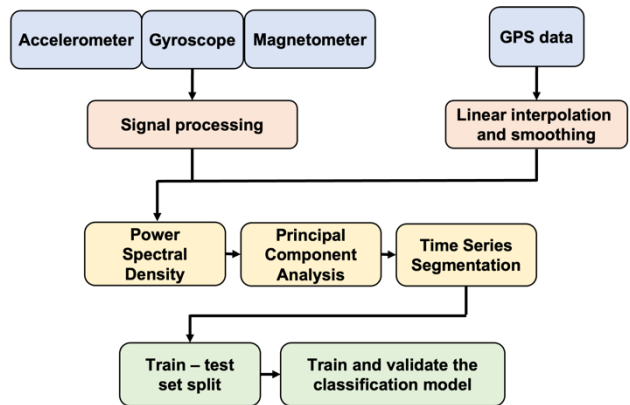 Accelerometer
Gyroscope
Magnetometer
GPS data
Signal processing
Linear interpolation
and smoothing
Power
Spectral
Density
Principal
Component
Analysis
Time Series
Segmentation
Train – test
set split
Train and validate the
classification model